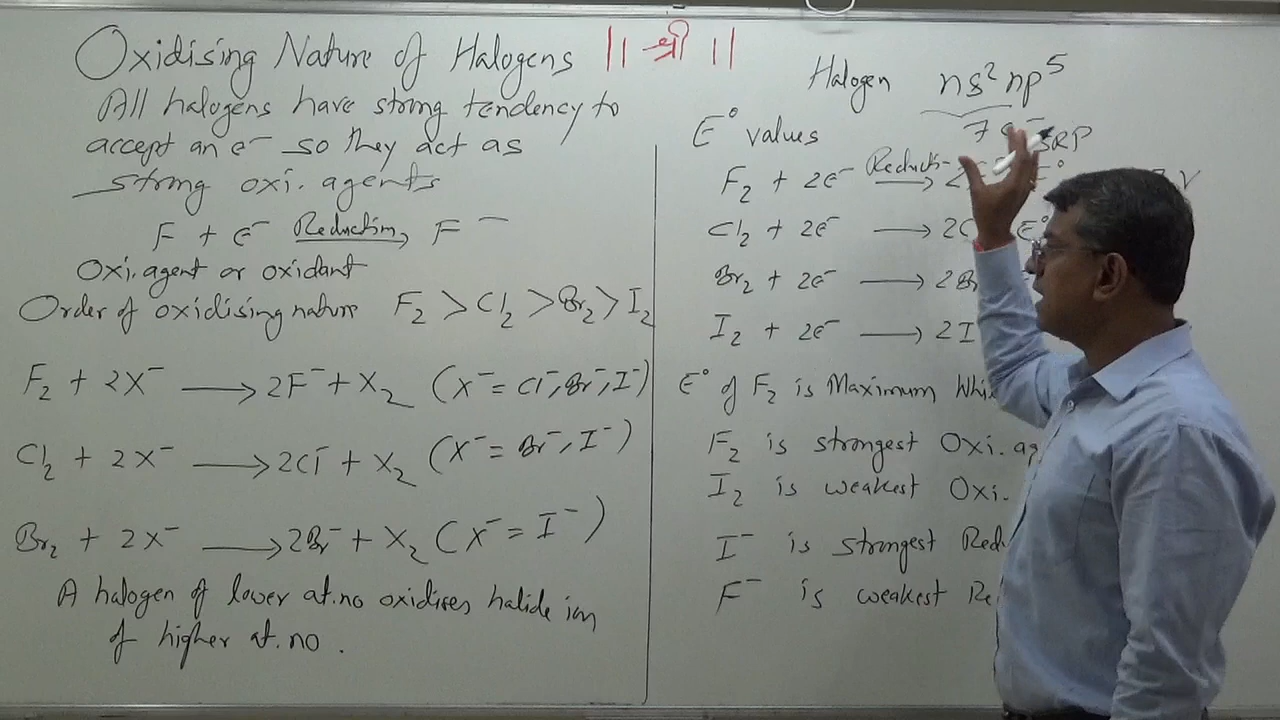 Oxidising Nature of Halogens || श्री ||
All halogens have strong tendency to
accept an e⁻ so they act as
strong oxi. agents
F + e⁻ Reduction → F⁻
Oxi. agent or oxidant
Order of oxidising nature F₂ > Cl₂ > Br₂ > I₂
F₂ + 2X⁻ → 2F⁻ + X₂ (X⁻ = Cl⁻, Br⁻, I⁻)
Cl₂ + 2X⁻ → 2Cl⁻ + X₂ (X⁻ = Br⁻, I⁻)
Br₂ + 2X⁻ → 2Br⁻ + X₂ (X⁻ = I⁻)
A halogen of lower at. no oxidises halide ion
of higher at. no.
Halogen ns² np⁵
7e⁻
E° values SRP
F₂ + 2e⁻ → 2 E° V
Cl₂ + 2e⁻ → 2C E°
Br₂ + 2e⁻ → 2Br
I₂ + 2e⁻ → 2I
E° of F₂ is Maximum
F₂ is strongest Oxi.
I₂ is weakest Oxi.
I⁻ is strongest
F⁻ is weakest